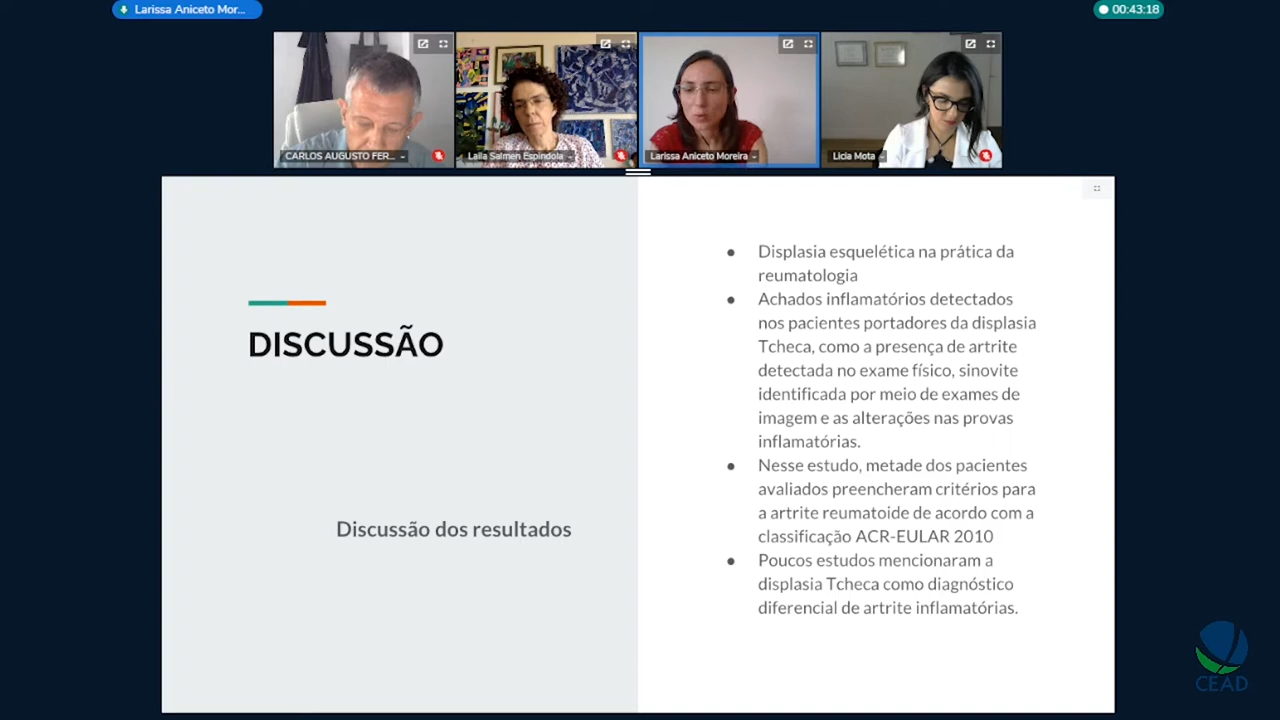 Larissa Aniceto Mor...
00:43:18
CARLOS AUGUSTO FER...
Laila Salmen Espindola
Larissa Aniceto Moreira
Licia Mota
DISCUSSÃO
Discussão dos resultados
● Displasia esquelética na prática da
reumatologia
● Achados inflamatórios detectados
nos pacientes portadores da displasia
Tcheca, como a presença de artrite
detectada no exame físico, sinovite
identificada por meio de exames de
imagem e as alterações nas provas
inflamatórias.
● Nesse estudo, metade dos pacientes
avaliados preencheram critérios para
a artrite reumatoide de acordo com a
classificação ACR-EULAR 2010
● Poucos estudos mencionaram a
displasia Tcheca como diagnóstico
diferencial de artrite inflamatórias.
CEAD